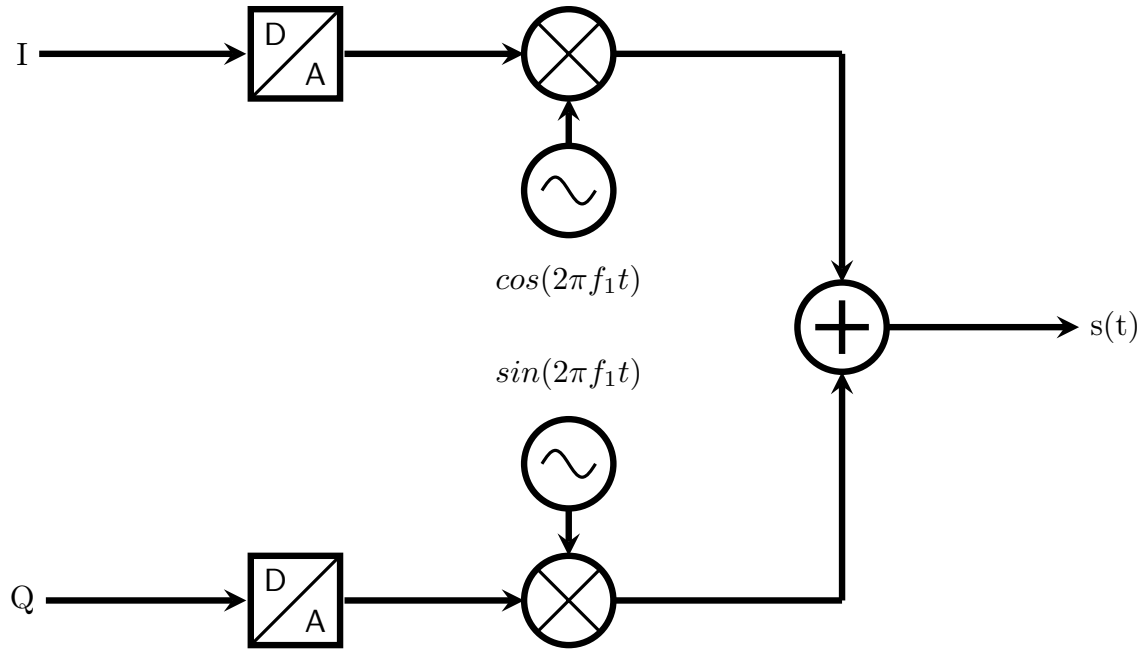 I
D
A
cos(2πf₁t)
s(t)
sin(2πf₁t)
Q
D
A